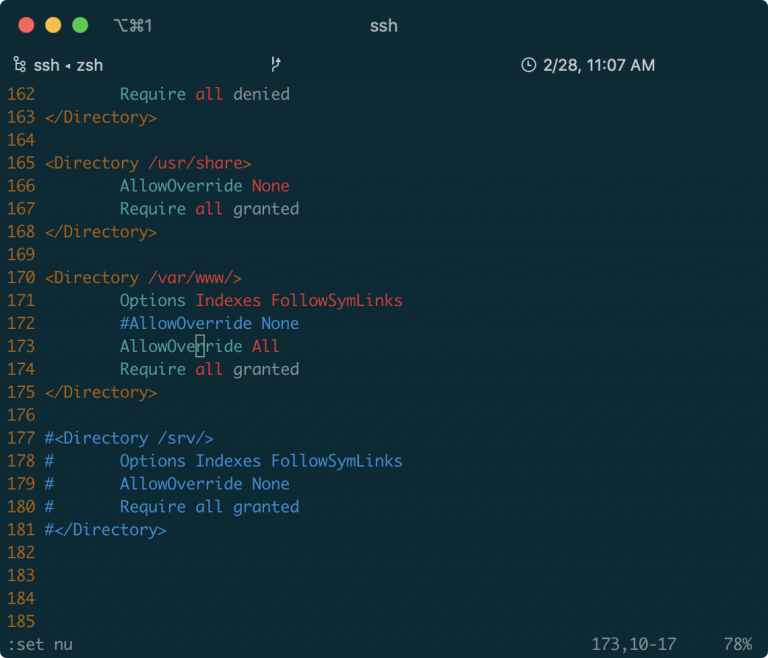 ⌥⌘1 ssh
ssh ◂ zsh 2/28, 11:07 AM
162         Require all denied
163 </Directory>
164
165 <Directory /usr/share>
166         AllowOverride None
167         Require all granted
168 </Directory>
169
170 <Directory /var/www/>
171         Options Indexes FollowSymLinks
172         #AllowOverride None
173         AllowOverride All
174         Require all granted
175 </Directory>
176
177 #<Directory /srv/>
178 #       Options Indexes FollowSymLinks
179 #       AllowOverride None
180 #       Require all granted
181 #</Directory>
182
183
184
185
:set nu 173,10-17 78%